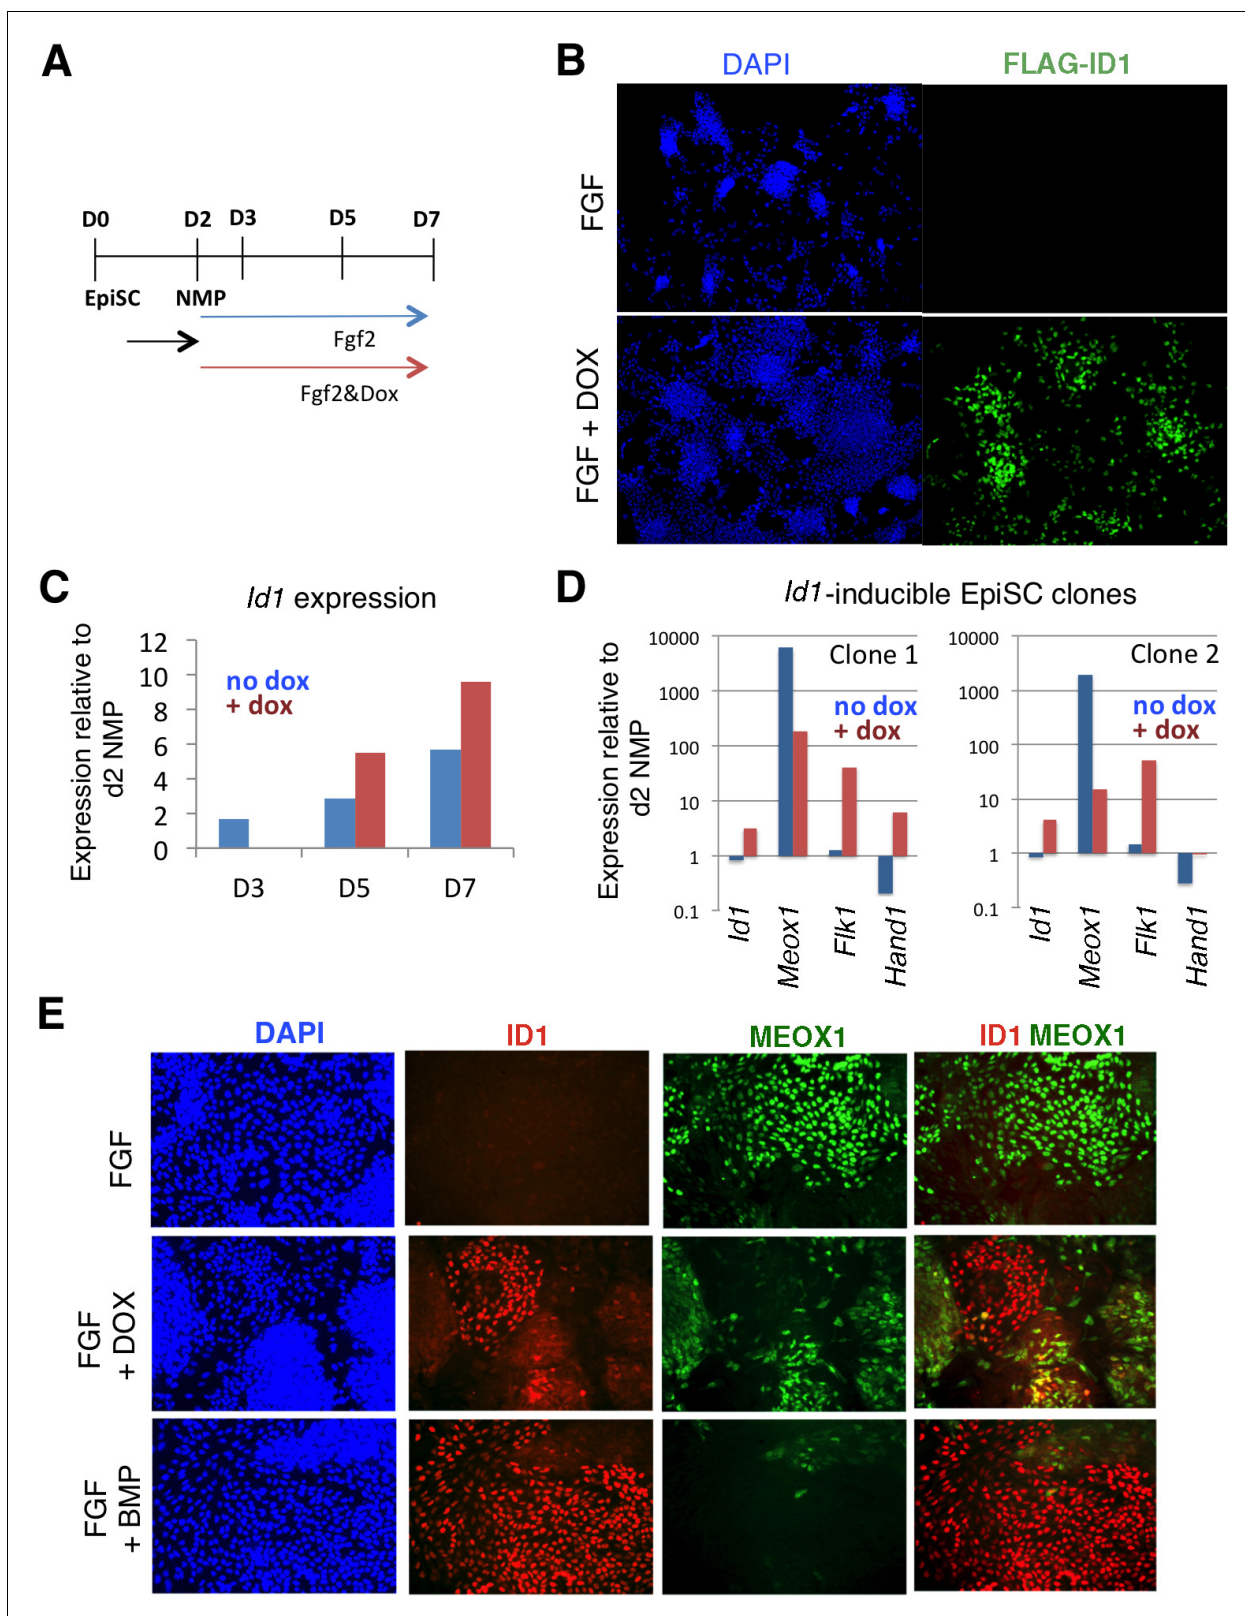 A
D0 D2 D3 D5 D7
EpiSC NMP
Fgf2
Fgf2&Dox
B
DAPI FLAG-ID1
FGF
FGF + DOX
C
Id1 expression
Expression relative to
d2 NMP
12
10
8
6
4
2
0
no dox
+ dox
D3 D5 D7
D
Id1-inducible EpiSC clones
Expression relative to
d2 NMP
10000
1000
100
10
1
0.1
Clone 1
no dox
+ dox
Id1 Meox1 Flk1 Hand1
10000
1000
100
10
1
0.1
Clone 2
no dox
+ dox
Id1 Meox1 Flk1 Hand1
E
DAPI ID1 MEOX1 ID1 MEOX1
FGF
FGF
+ DOX
FGF
+ BMP